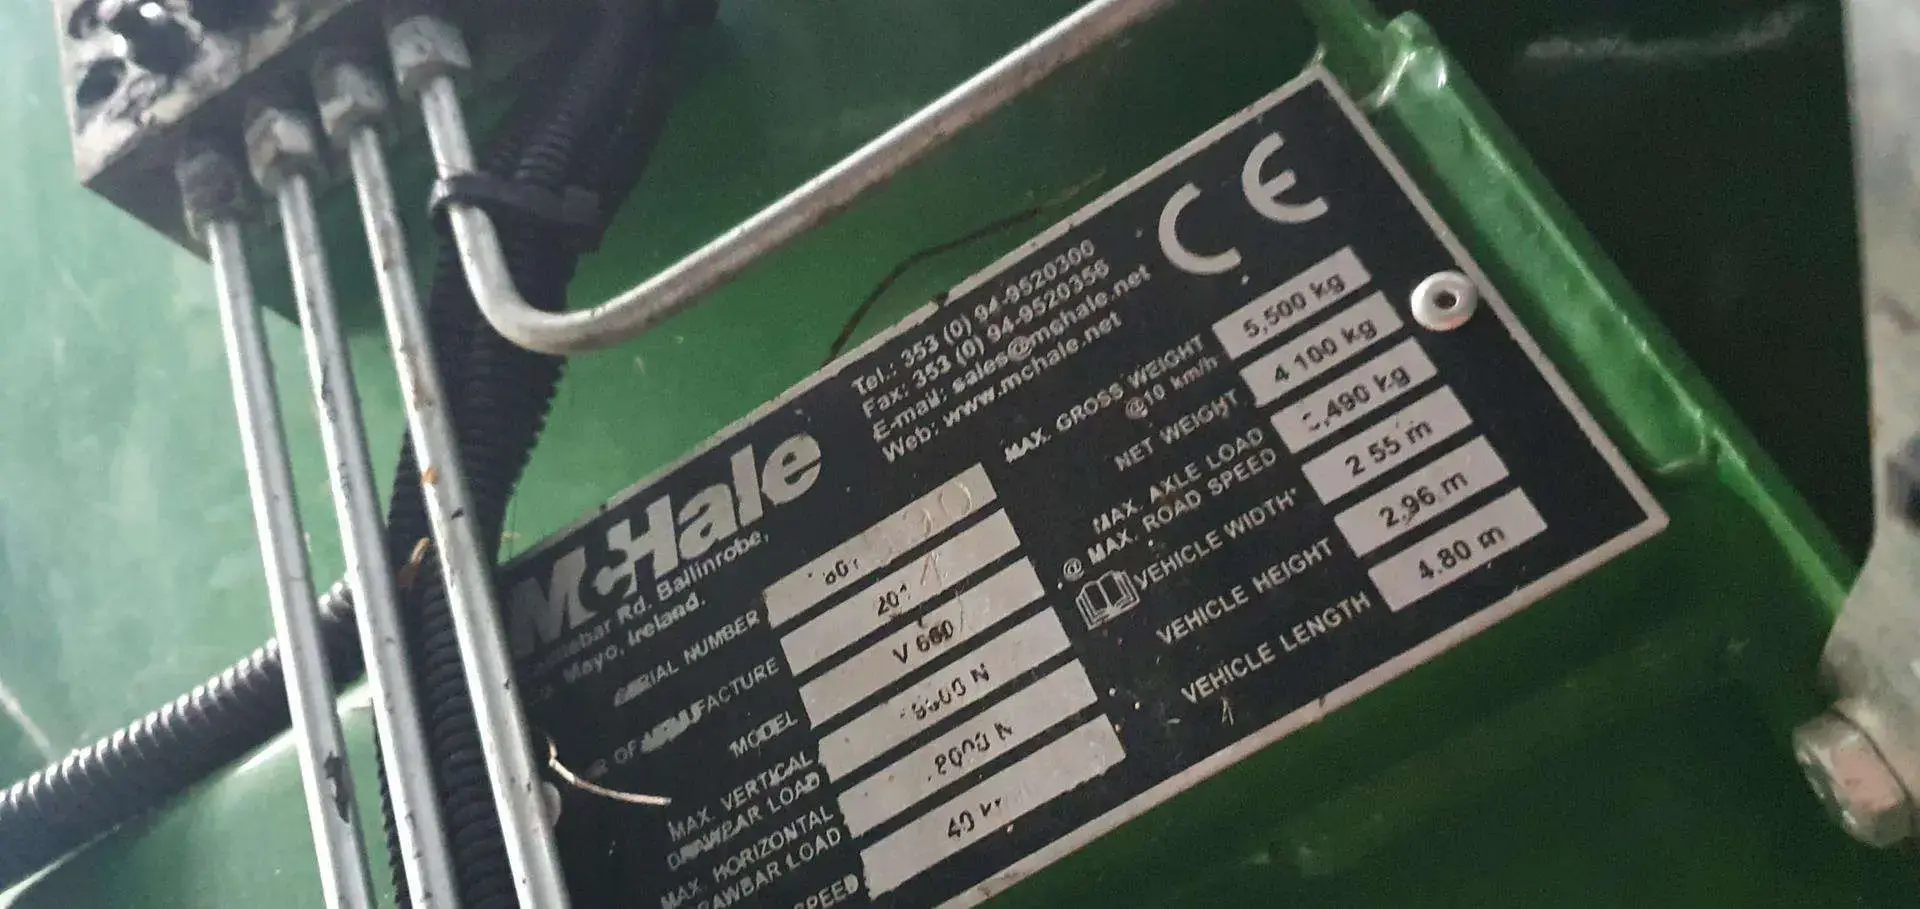 McHale
Rd. Ballinrobe,
Mayo, Ireland.
Tel.: 353 (0) 94-9520300
Fax: 353 (0) 94-9520356
E-mail: sales@mchale.net
Web: www.mchale.net
CE
SERIAL NUMBER
OF MANUFACTURE
MODEL V 660
MAX. VERTICAL
DRAWBAR LOAD
MAX. HORIZONTAL
DRAWBAR LOAD
SPEED 40
MAX. GROSS WEIGHT 5,500 kg
@10 km/h
NET WEIGHT 4 100 kg
MAX. AXLE LOAD
@ MAX. ROAD SPEED
VEHICLE WIDTH 2 55 m
VEHICLE HEIGHT 2.96 m
VEHICLE LENGTH 4.80 m